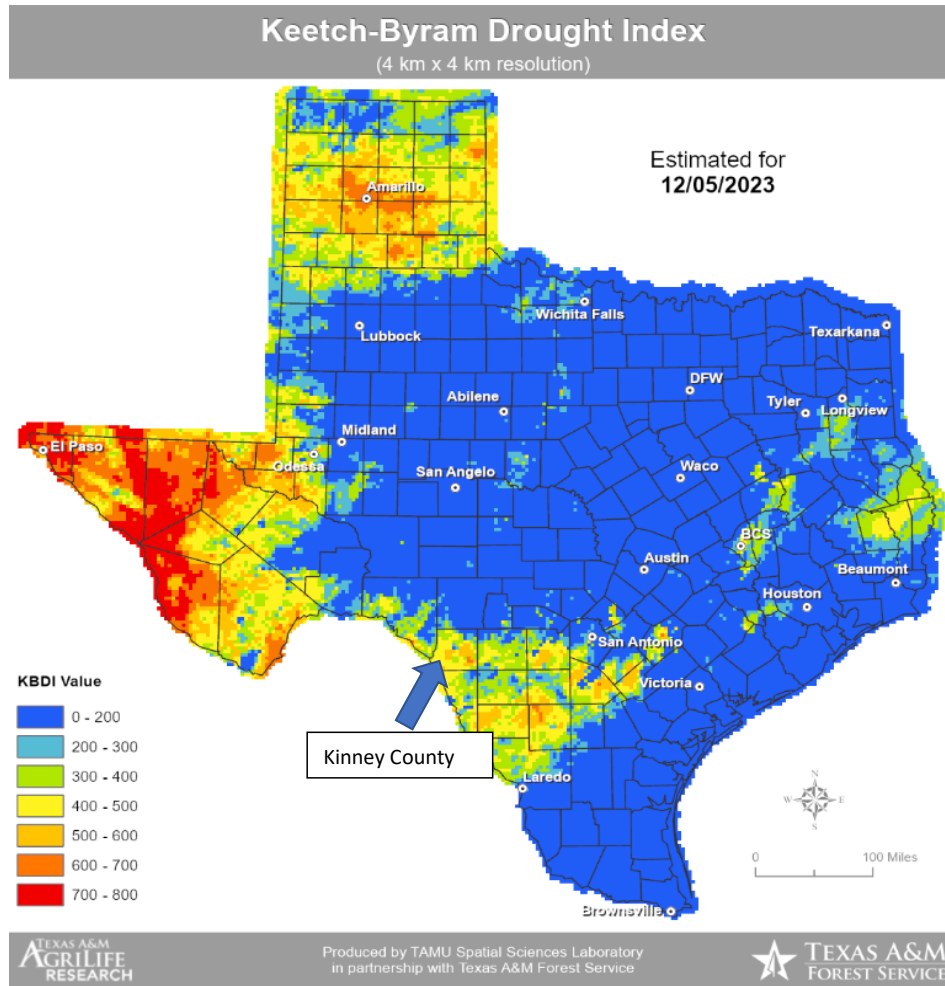 Keetch-Byram Drought Index
(4 km x 4 km resolution)
Estimated for
12/05/2023
Amarillo
Wichita Falls
Lubbock
Texarkana
DFW
Abilene
Tyler
Longview
El Paso
Midland
Odessa
San Angelo
Waco
BCS
Austin
Beaumont
Houston
San Antonio
Victoria
KBDI Value
0 - 200
200 - 300
300 - 400
400 - 500
500 - 600
600 - 700
700 - 800
Kinney County
Laredo
N
W E
S
0 100 Miles
Brownsville
TEXAS A&M
AGRILIFE
RESEARCH
Produced by TAMU Spatial Sciences Laboratory
in partnership with Texas A&M Forest Service
TEXAS A&M
FOREST SERVICE